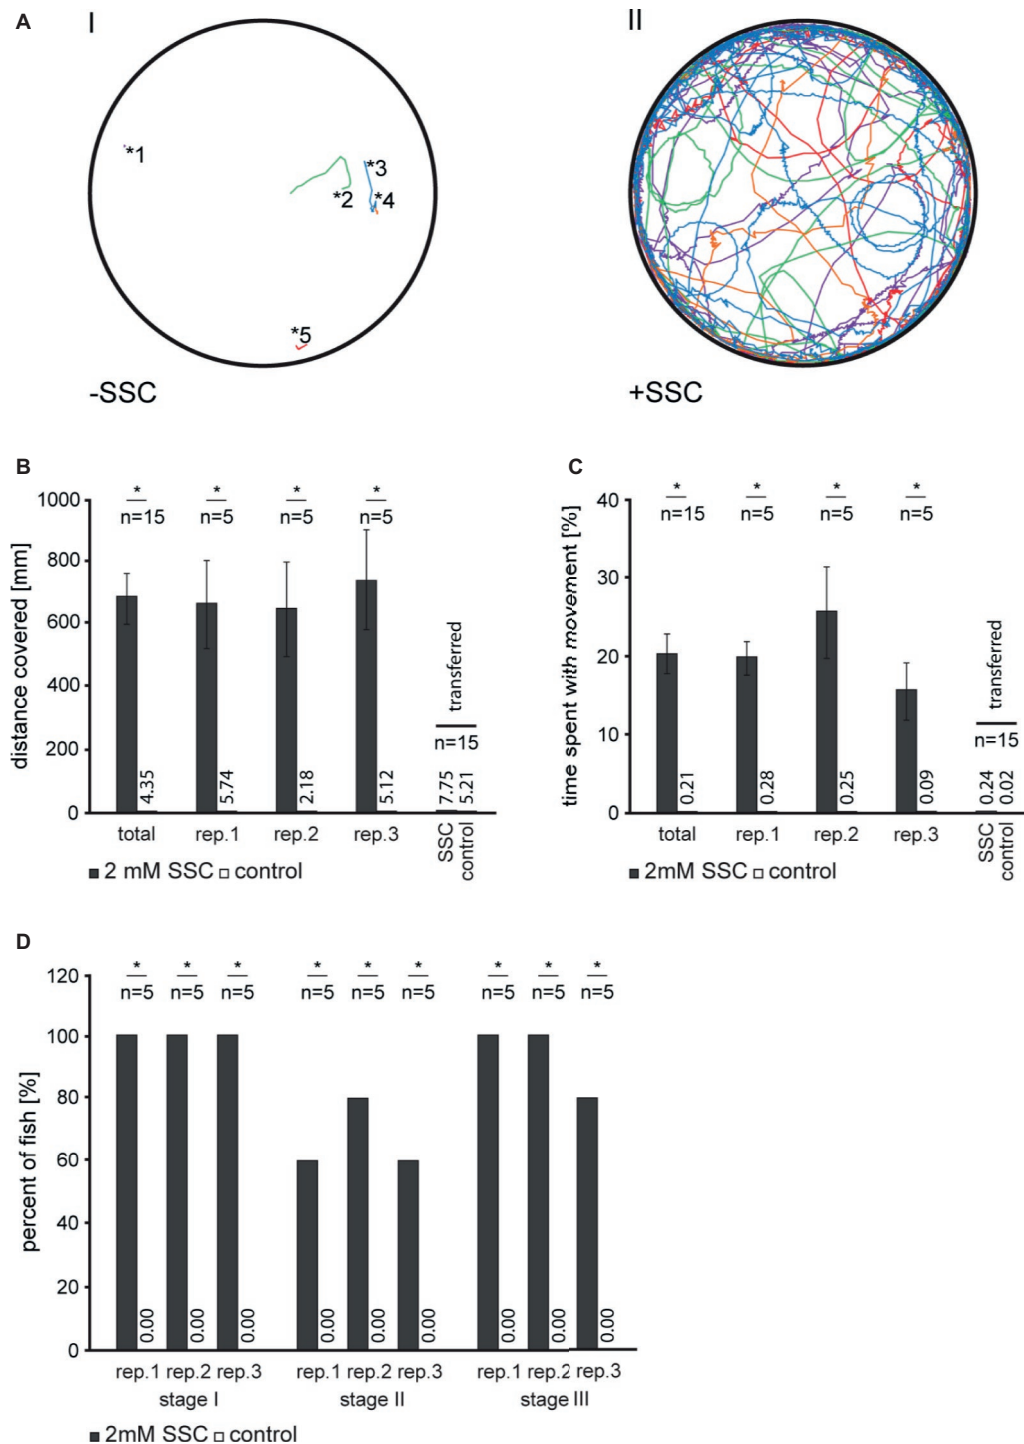 A I II
*1 *2 *3 *4 *5
-SSC +SSC
B
distance covered [mm]
1000
800
600
400
200
0
* * * *
n=15 n=5 n=5 n=5
transferred
n=15
4.35 5.74 2.18 5.12 7.75 5.21
total rep.1 rep.2 rep.3 SSC control
2 mM SSC control
C
time spent with movement [%]
40
30
20
10
0
* * * *
n=15 n=5 n=5 n=5
transferred
n=15
0.21 0.28 0.25 0.09 0.24 0.02
total rep.1 rep.2 rep.3 SSC control
2mM SSC control
D
percent of fish [%]
120
100
80
60
40
20
0
* * * * * * * * *
n=5 n=5 n=5 n=5 n=5 n=5 n=5 n=5 n=5
0.00 0.00 0.00 0.00 0.00 0.00 0.00 0.00 0.00
rep.1 rep.2 rep.3 rep.1 rep.2 rep.3 rep.1 rep.2 rep.3
stage I stage II stage III
2mM SSC control